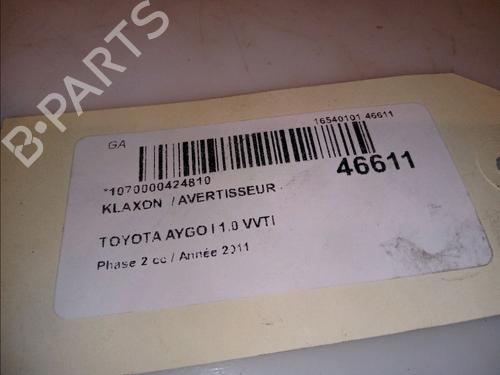 B-PARTS
GA
16540101 46611
*1070000424810
46611
KLAXON / AVERTISSEUR
TOYOTA AYGO I 1.0 VVTI
Phase 2 cc / Année 2011